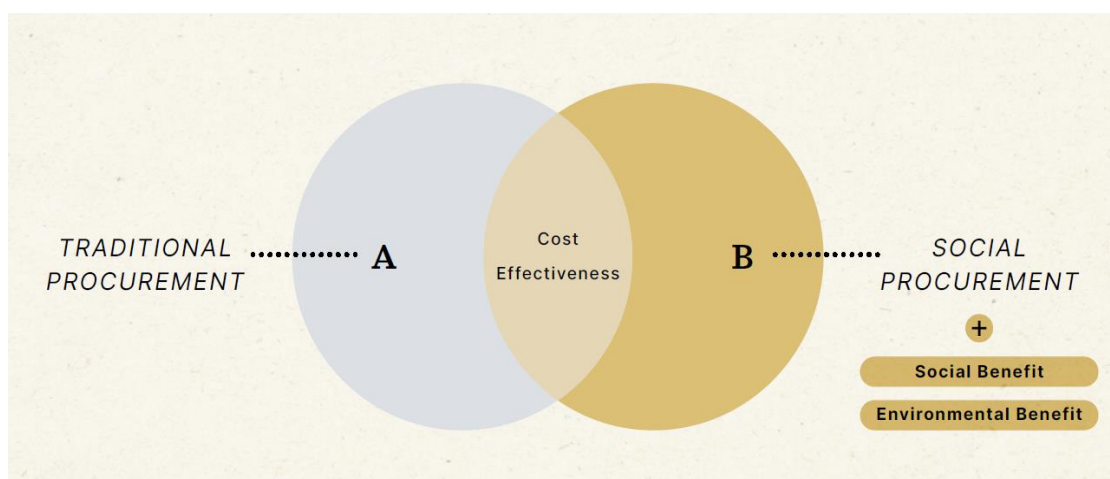 TRADITIONAL
PROCUREMENT
A
Cost
Effectiveness
B
SOCIAL
PROCUREMENT
+
Social Benefit
Environmental Benefit